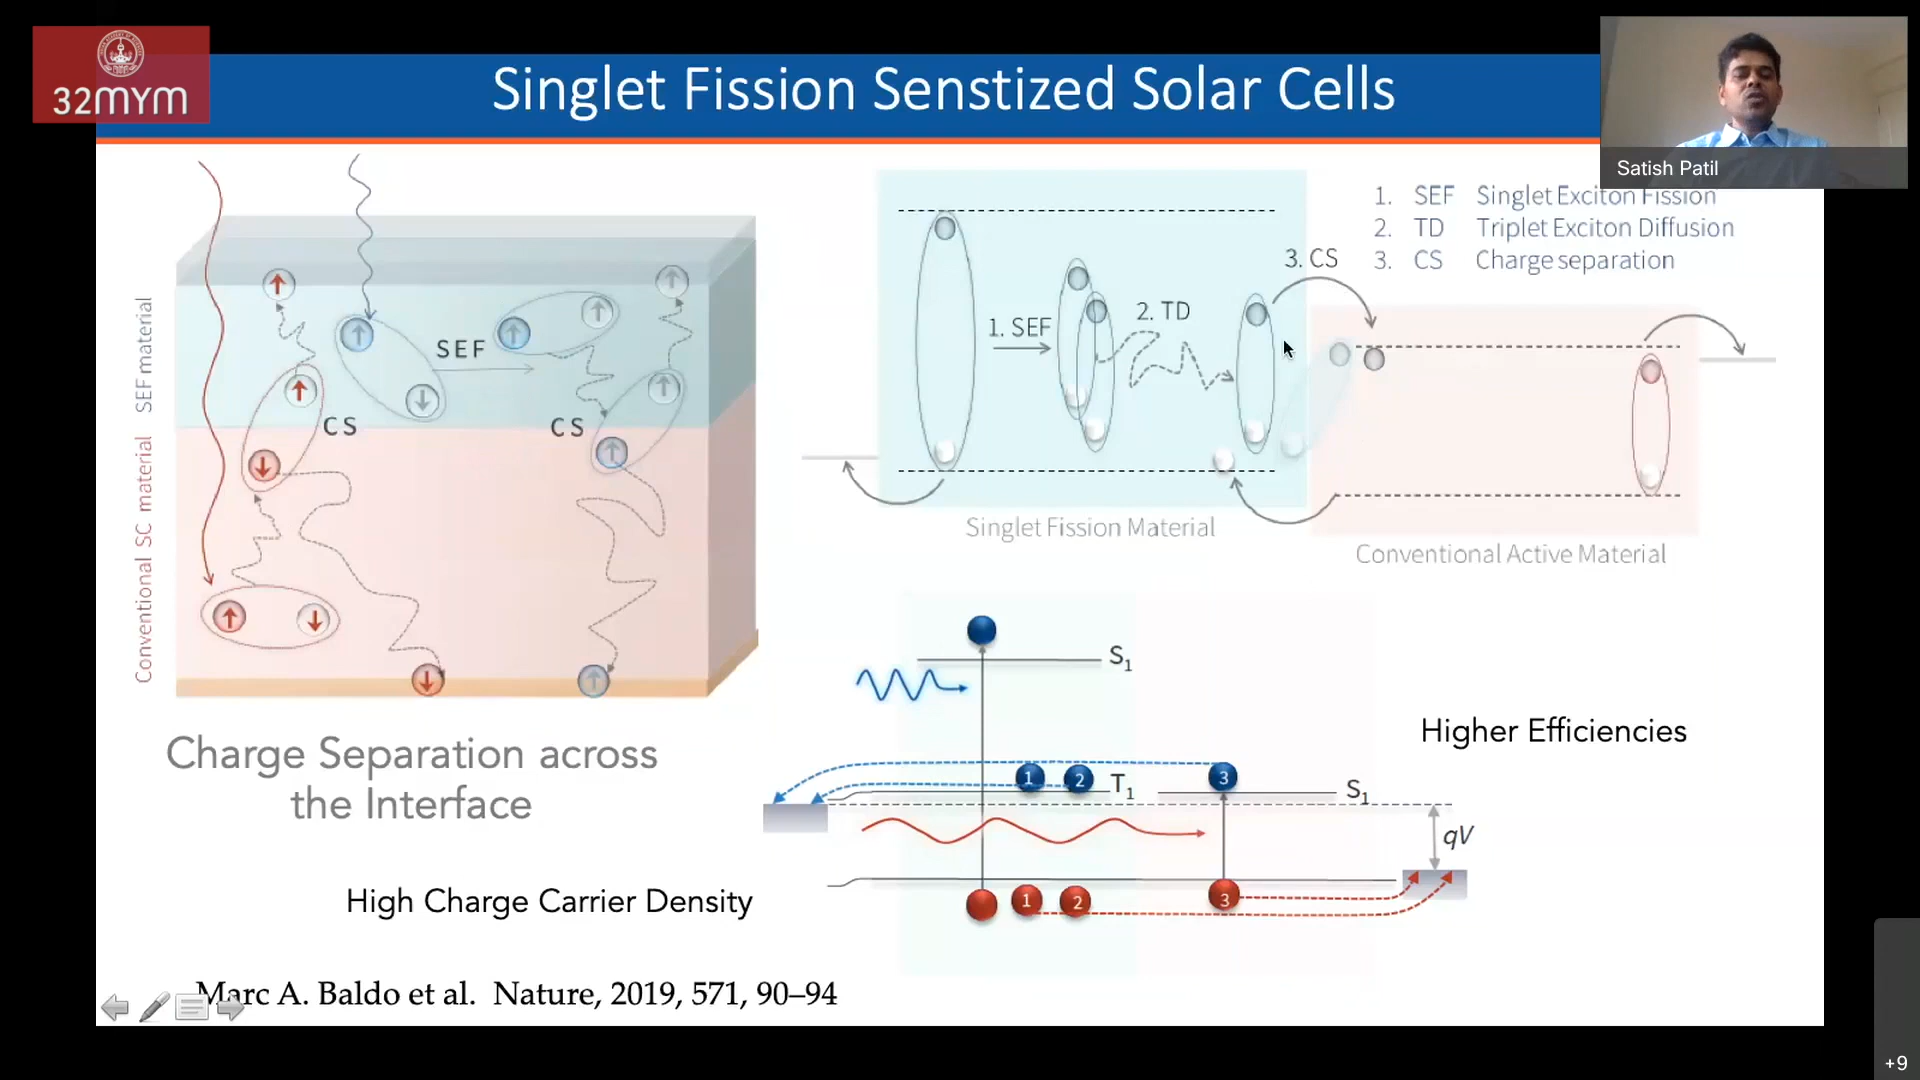 32MYM
Singlet Fission Senstized Solar Cells
Satish Patil
SEF material
Conventional SC material
SEF
CS
CS
1. SEF
2. TD
3. CS
1. SEF Singlet Exciton Fission
2. TD Triplet Exciton Diffusion
3. CS Charge separation
Singlet Fission Material
Conventional Active Material
Charge Separation across
the Interface
High Charge Carrier Density
S1
1
2
T1
3
S1
qV
1
2
3
Higher Efficiencies
Marc A. Baldo et al. Nature, 2019, 571, 90–94
+9